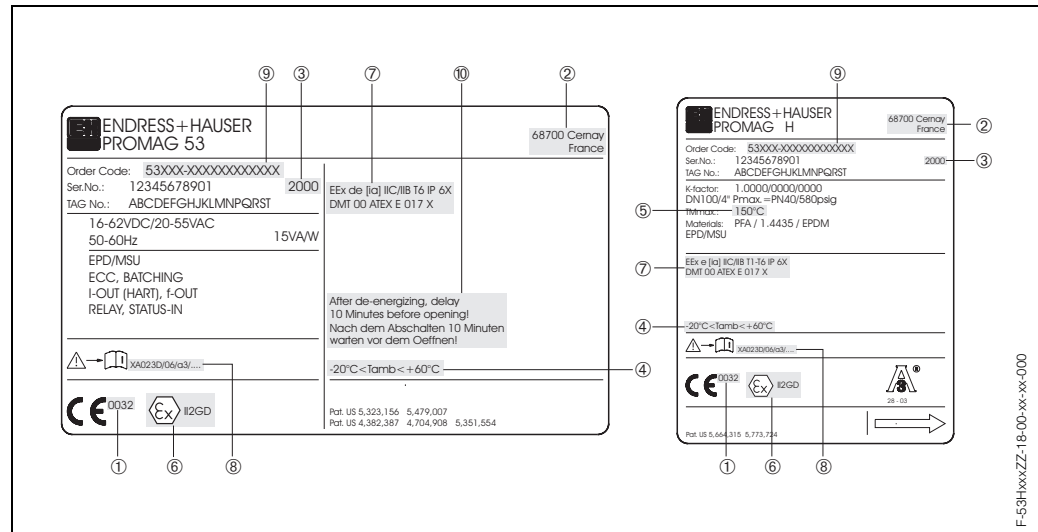 ⑨ ③ ⑦ ⑩ ②
ENDRESS+HAUSER
PROMAG 53
68700 Cernay
France
Order Code: 53XXX-XXXXXXXXXXXX
Ser.No.: 12345678901 2000
TAG No.: ABCDEFGHJKLMNPQRST
16-62VDC/20-55VAC
50-60Hz 15VA/W
EPD/MSU
ECC, BATCHING
I-OUT (HART), f-OUT
RELAY, STATUS-IN
EEx de [ia] IIC/IIB T6 IP 6X
DMT 00 ATEX E 017 X
After de-energizing, delay
10 Minutes before opening!
Nach dem Abschalten 10 Minuten
warten vor dem Oeffnen!
XA023D/06/a3/....
-20°C<Tamb<+60°C ④
CE 0032 Ex II2GD
Pat. US 5,323,156 5,479,007
Pat. US 4,382,387 4,704,908 5,351,554
① ⑥ ⑧
⑨
ENDRESS+HAUSER
PROMAG H
68700 Cernay
France
②
Order Code: 53XXX-XXXXXXXXXXXX
Ser.No.: 12345678901 2000 ③
TAG No.: ABCDEFGHJKLMNPQRST
K-factor: 1.0000/0000/0000
DN100/4" Pmax.=PN40/580psig
⑤ TMmax.: 150°C
Materials: PFA / 1.4435 / EPDM
EPD/MSU
⑦ EEx e [ia] IIC/IIB T1-T6 IP 6X
DMT 00 ATEX E 017 X
④ -20°C<Tamb<+60°C
XA023D/06/a3/....
CE 0032 Ex II2GD
A 3 ®
28 - 03
Pat. US 5,664,315 5,773,724
① ⑥ ⑧
F-53HxxxZZ-18-00-xx-xx-000